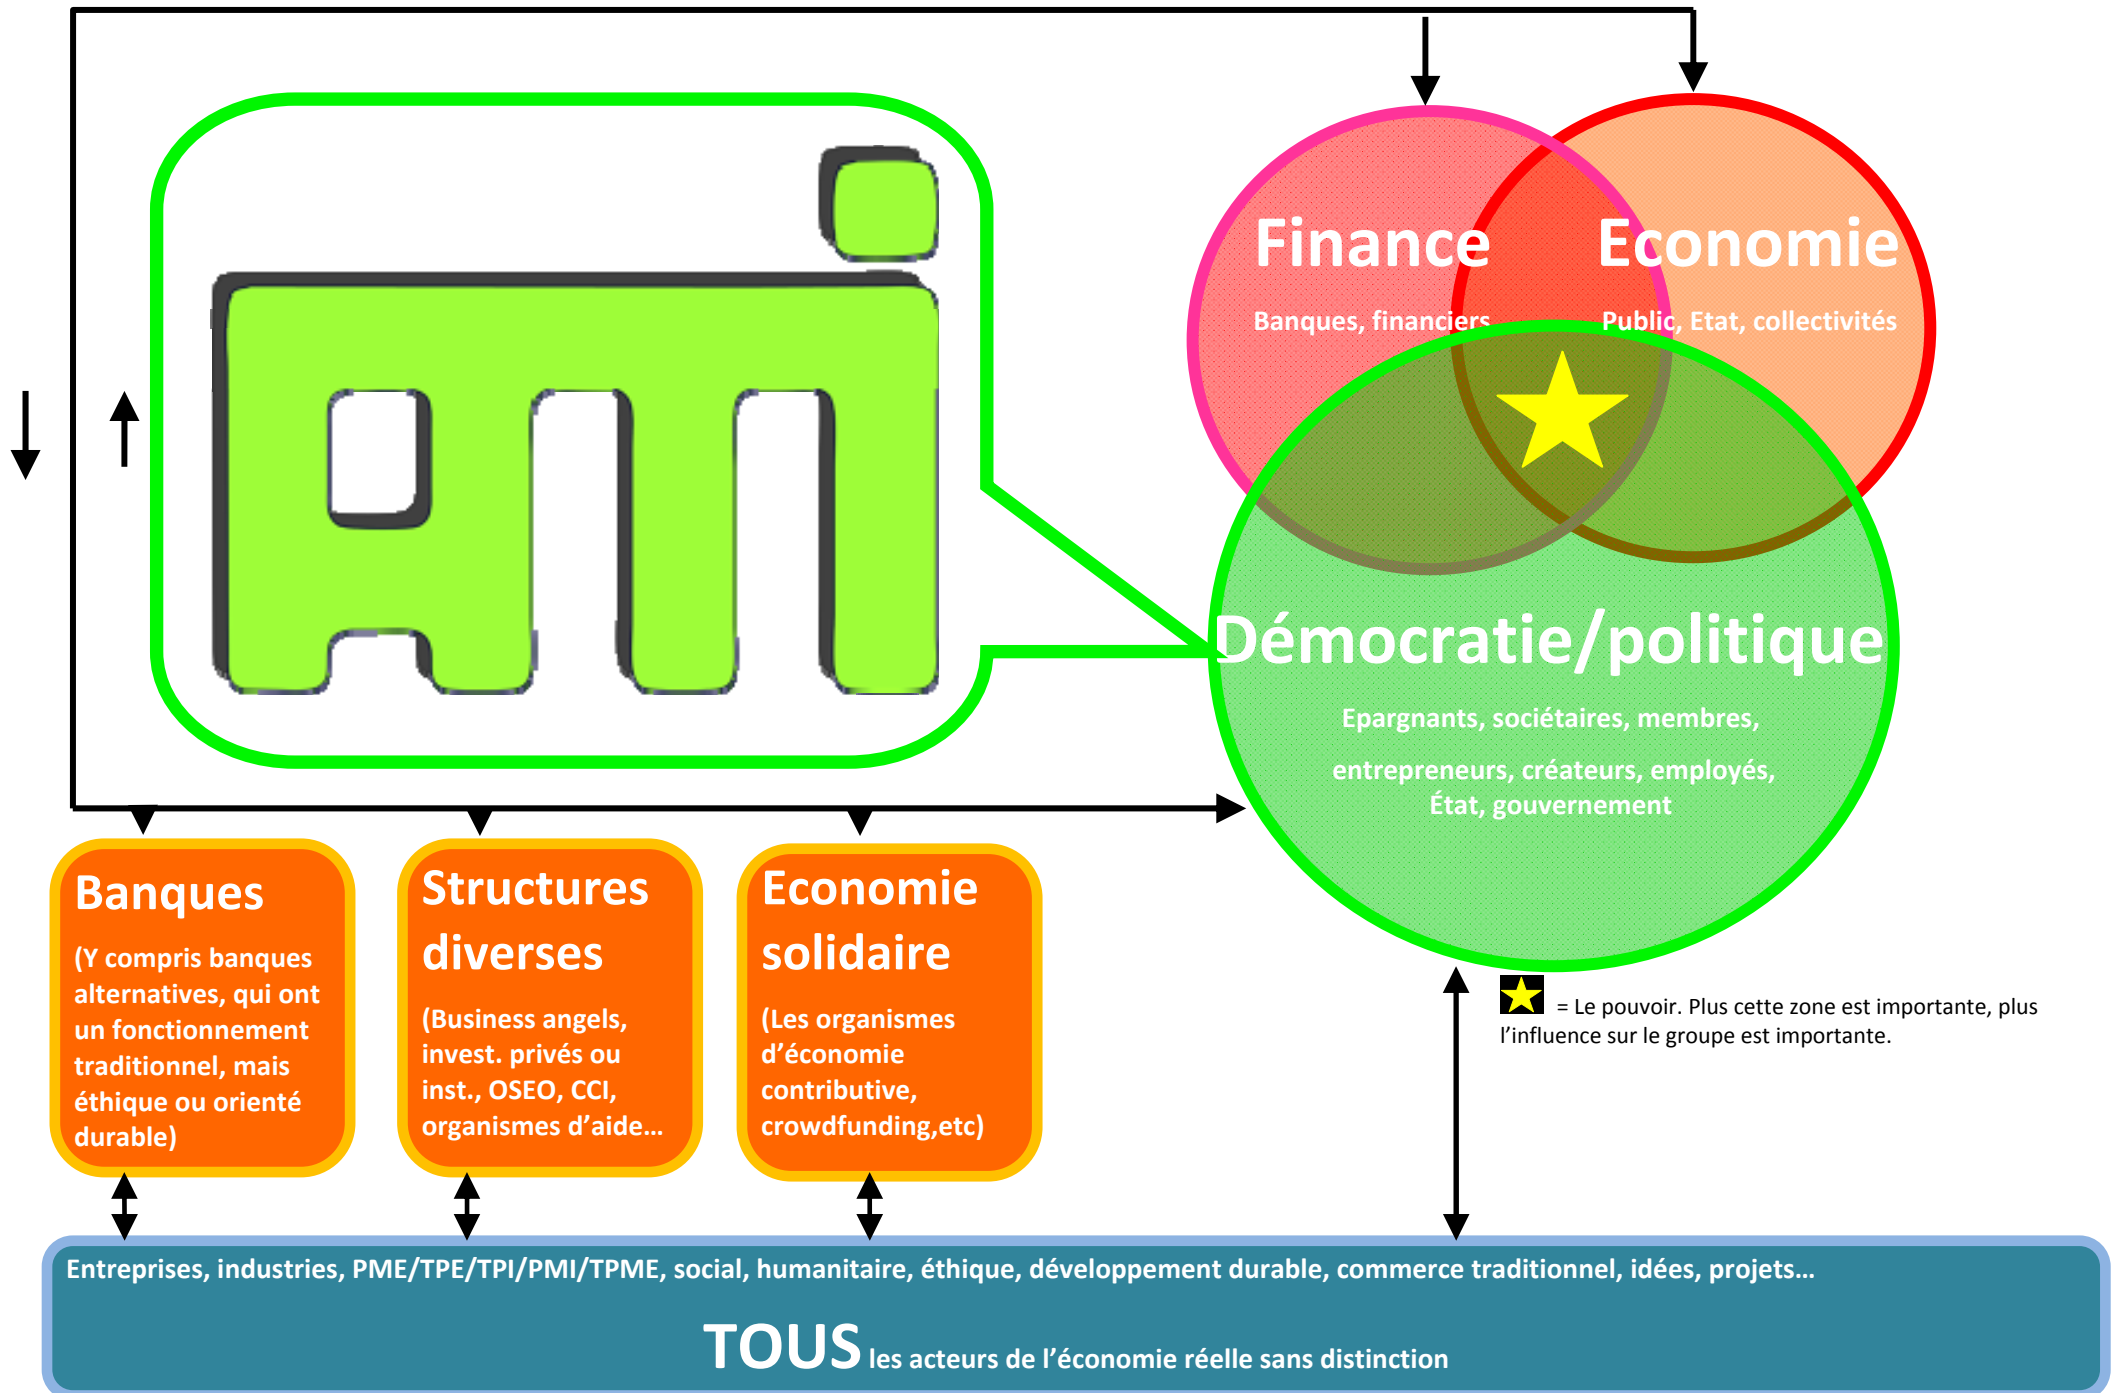 AMi
Finance
Economie
Banques, financiers
Public, Etat, collectivités
Démocratie/politique
Epargnants, sociétaires, membres,
entrepreneurs, créateurs, employés,
État, gouvernement
Banques
(Y compris banques
alternatives, qui ont
un fonctionnement
traditionnel, mais
éthique ou orienté
durable)
Structures
diverses
(Business angels,
invest. privés ou
inst., OSEO, CCI,
organismes d’aide…
Economie
solidaire
(Les organismes
d’économie
contributive,
crowdfunding,etc)
= Le pouvoir. Plus cette zone est importante, plus
l’influence sur le groupe est importante.
Entreprises, industries, PME/TPE/TPI/PMI/TPME, social, humanitaire, éthique, développement durable, commerce traditionnel, idées, projets…
TOUS les acteurs de l’économie réelle sans distinction